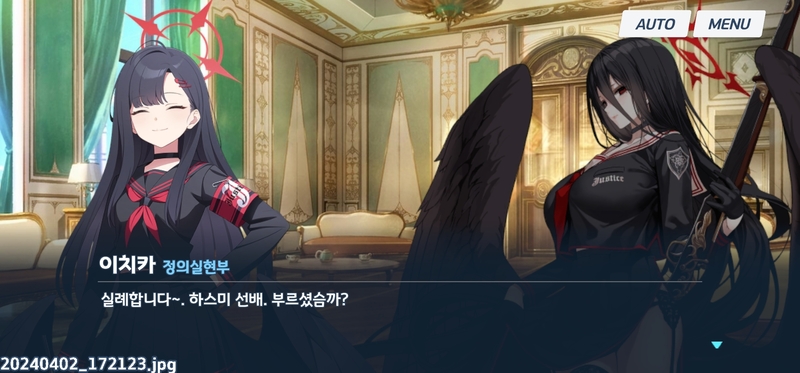 AUTO
MENU
Justice
이치카 정의실현부
실례합니다~. 하스미 선배. 부르셨슴까?
20240402_172123.jpg